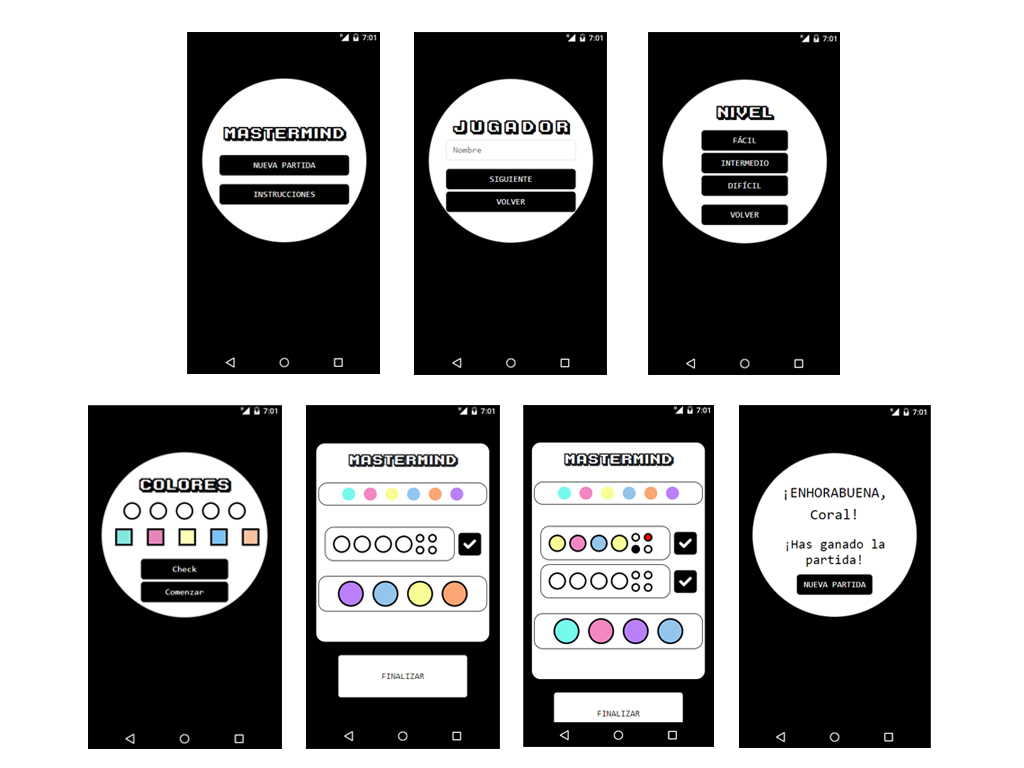 7:01
MASTERMIND
NUEVA PARTIDA
INSTRUCCIONES
7:01
JUGADOR
Nombre
SIGUIENTE
VOLVER
7:01
NIVEL
FÁCIL
INTERMEDIO
DIFÍCIL
VOLVER
7:01
COLORES
Check
Comenzar
7:01
MASTERMIND
FINALIZAR
7:01
MASTERMIND
FINALIZAR
7:01
¡ENHORABUENA,
Coral!
¡Has ganado la
partida!
NUEVA PARTIDA